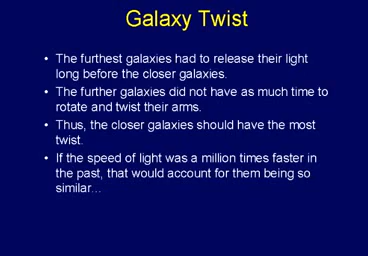 Galaxy Twist
• The furthest galaxies had to release their light
long before the closer galaxies.
• The further galaxies did not have as much time to
rotate and twist their arms.
• Thus, the closer galaxies should have the most
twist.
• If the speed of light was a million times faster in
the past, that would account for them being so
similar...